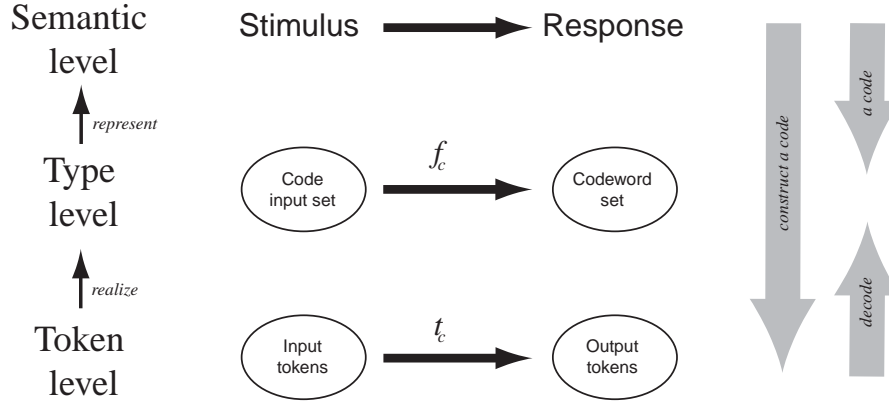 Semantic
level
Stimulus
Response
represent
Type
level
Code
input set
f_c
Codeword
set
realize
Token
level
Input
tokens
t_c
Output
tokens
construct a code
a code
decode